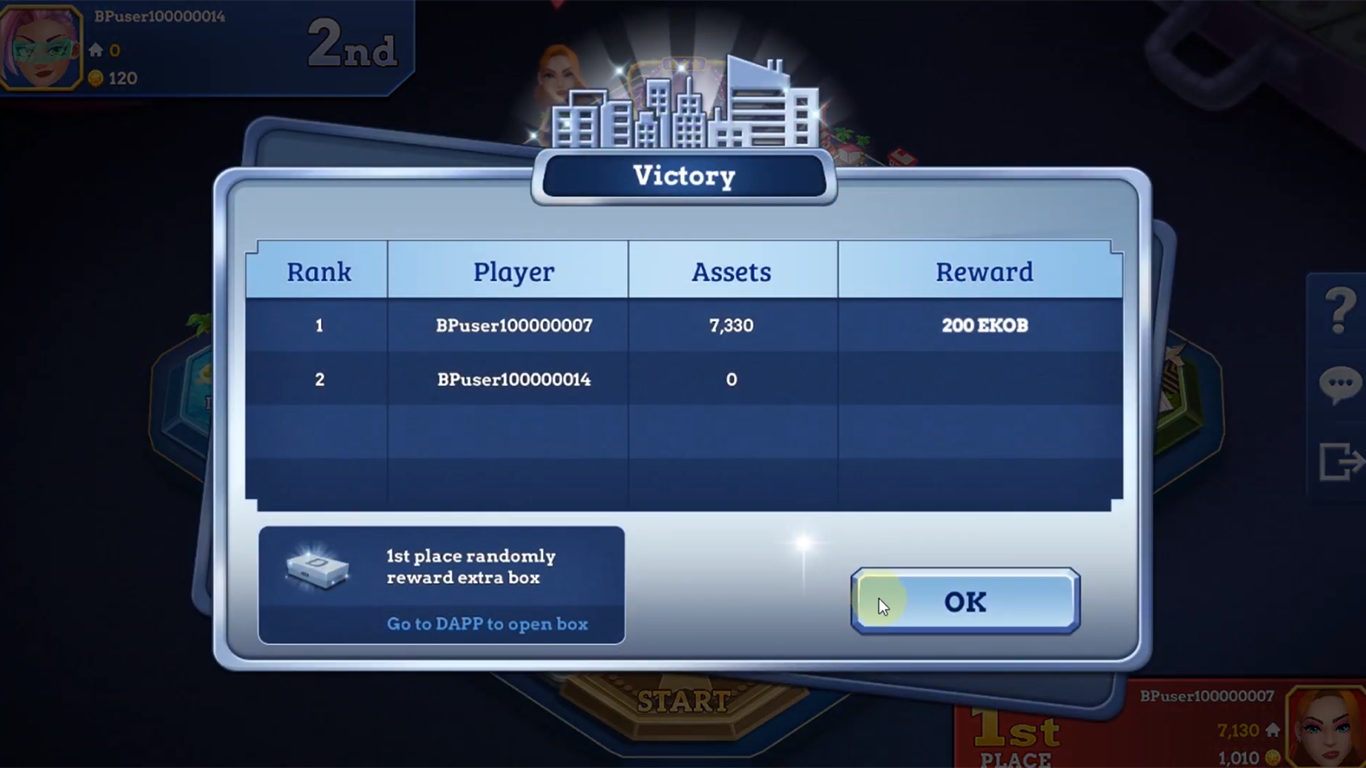 BPuser100000014
0
120
2nd
Victory
Rank Player Assets Reward
1 BPuser100000007 7,330 200 EKOB
2 BPuser100000014 0
1st place randomly
reward extra box
Go to DAPP to open box
OK
START
1st
PLACE
BPuser100000007
7,130
1,010